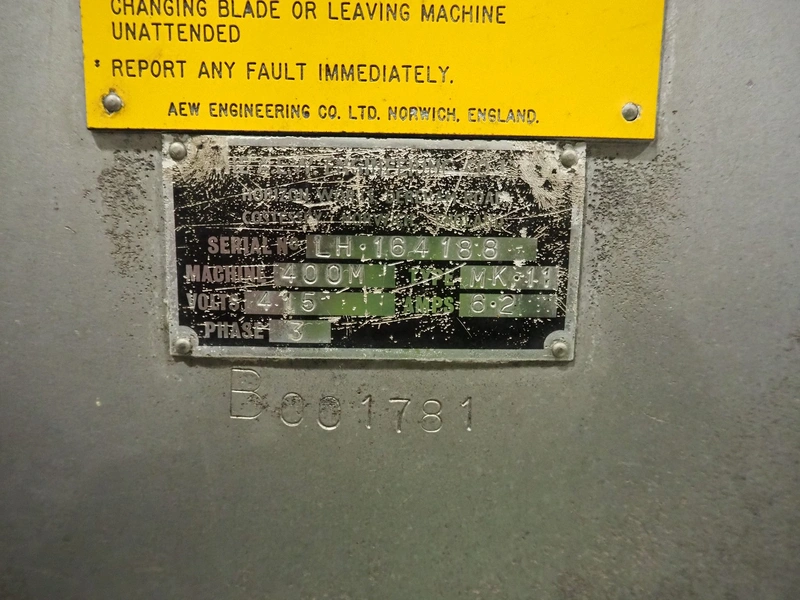 CHANGING BLADE OR LEAVING MACHINE
UNATTENDED
* REPORT ANY FAULT IMMEDIATELY.
AEW ENGINEERING CO. LTD. NORWICH, ENGLAND.
SERIAL No LH·164188
MACHINE 400M TYPE MK·11
VOLTS 415 AMPS 6·2
PHASE 3
B001781